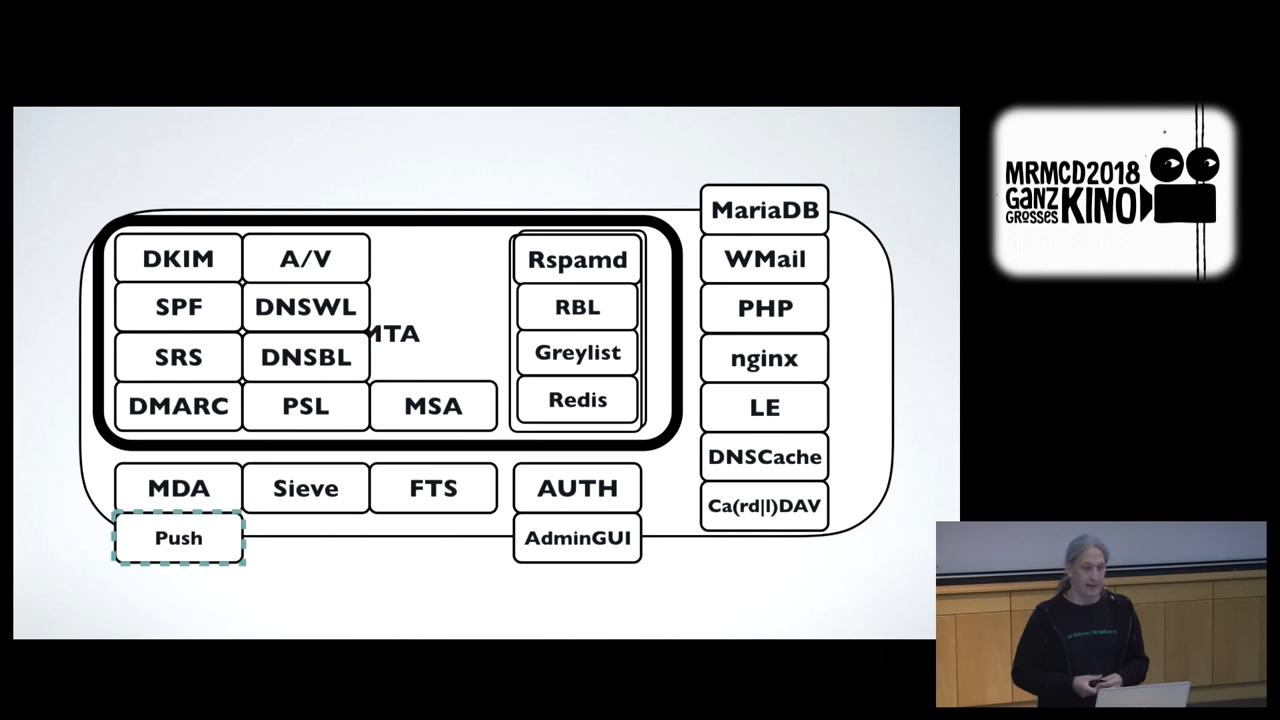 MRMCD2018
GANZ
GROSSES
KINO
MariaDB
DKIM
A/V
Rspamd
WMail
SPF
DNSWL
RBL
PHP
MTA
SRS
DNSBL
Greylist
nginx
DMARC
PSL
MSA
Redis
LE
DNSCache
MDA
Sieve
FTS
AUTH
Ca(rd|l)DAV
Push
AdminGUI